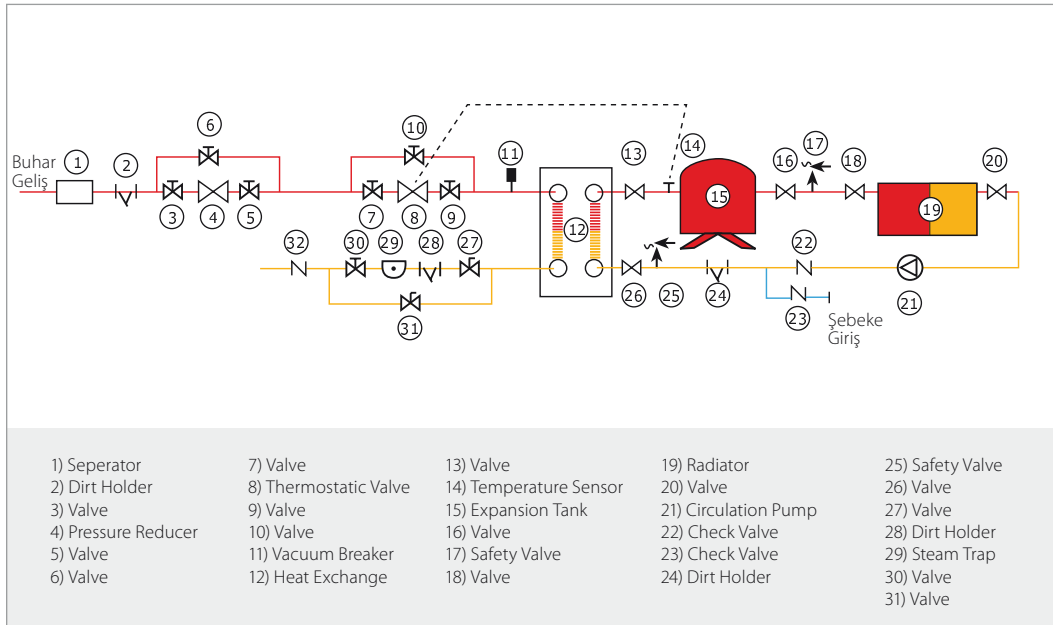 Buhar
Geliş
1
2
3
4
5
6
7
8
9
10
11
12
13
14
15
16
17
18
19
20
21
22
23
24
25
26
27
28
29
30
31
32
Şebeke
Giriş
1) Seperator
2) Dirt Holder
3) Valve
4) Pressure Reducer
5) Valve
6) Valve
7) Valve
8) Thermostatic Valve
9) Valve
10) Valve
11) Vacuum Breaker
12) Heat Exchange
13) Valve
14) Temperature Sensor
15) Expansion Tank
16) Valve
17) Safety Valve
18) Valve
19) Radiator
20) Valve
21) Circulation Pump
22) Check Valve
23) Check Valve
24) Dirt Holder
25) Safety Valve
26) Valve
27) Valve
28) Dirt Holder
29) Steam Trap
30) Valve
31) Valve